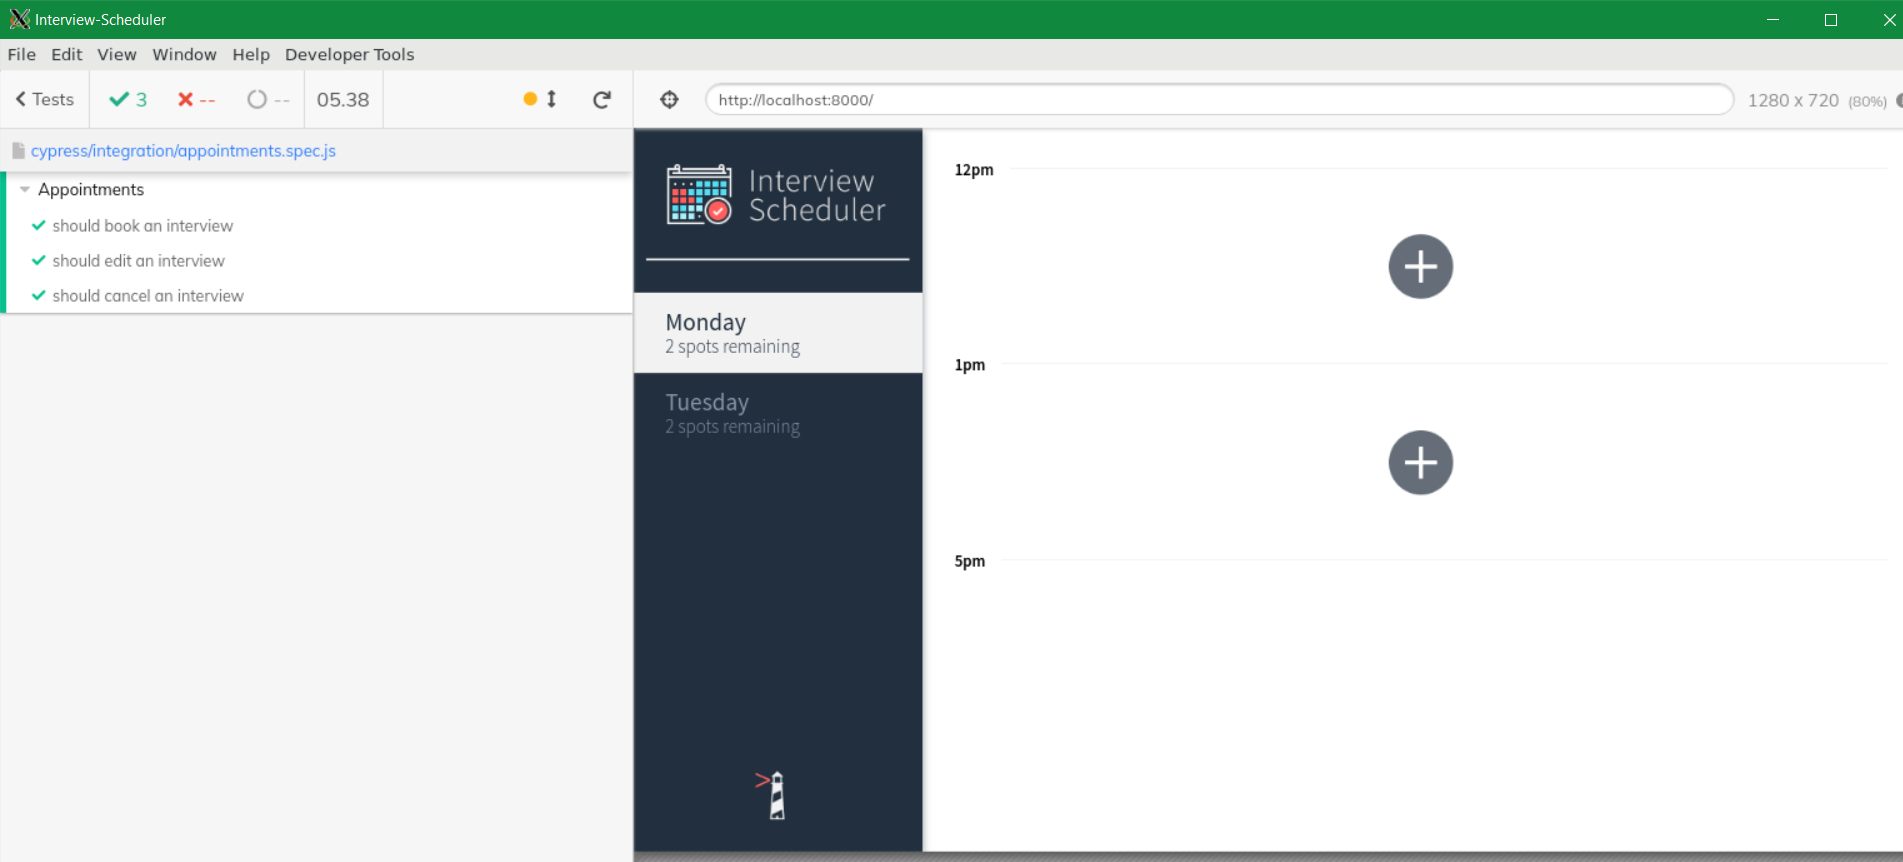 Interview-Scheduler
File Edit View Window Help Developer Tools
Tests 3 -- -- 05.38
http://localhost:8000/ 1280 x 720 (80%)
cypress/integration/appointments.spec.js
Appointments
should book an interview
should edit an interview
should cancel an interview
Interview
Scheduler
Monday
2 spots remaining
Tuesday
2 spots remaining
12pm
1pm
5pm